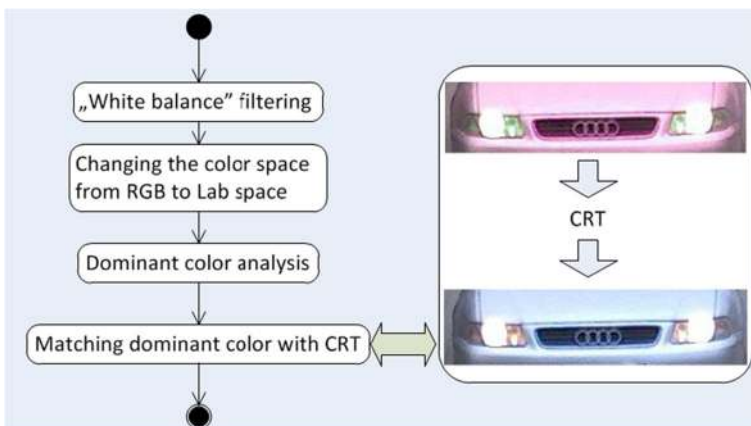 „White balance” filtering
Changing the color space
from RGB to Lab space
Dominant color analysis
Matching dominant color with CRT
CRT